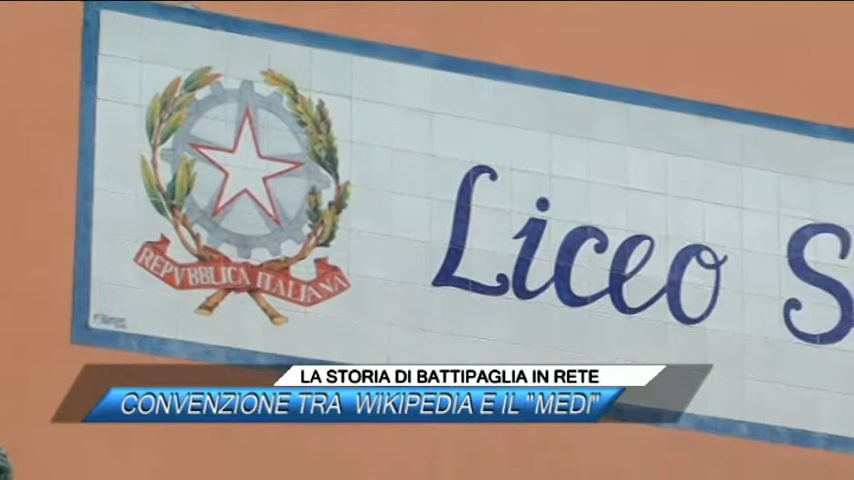 REPVBBLICA ITALIANA
Liceo S
LA STORIA DI BATTIPAGLIA IN RETE
CONVENZIONE TRA WIKIPEDIA E IL "MEDI"